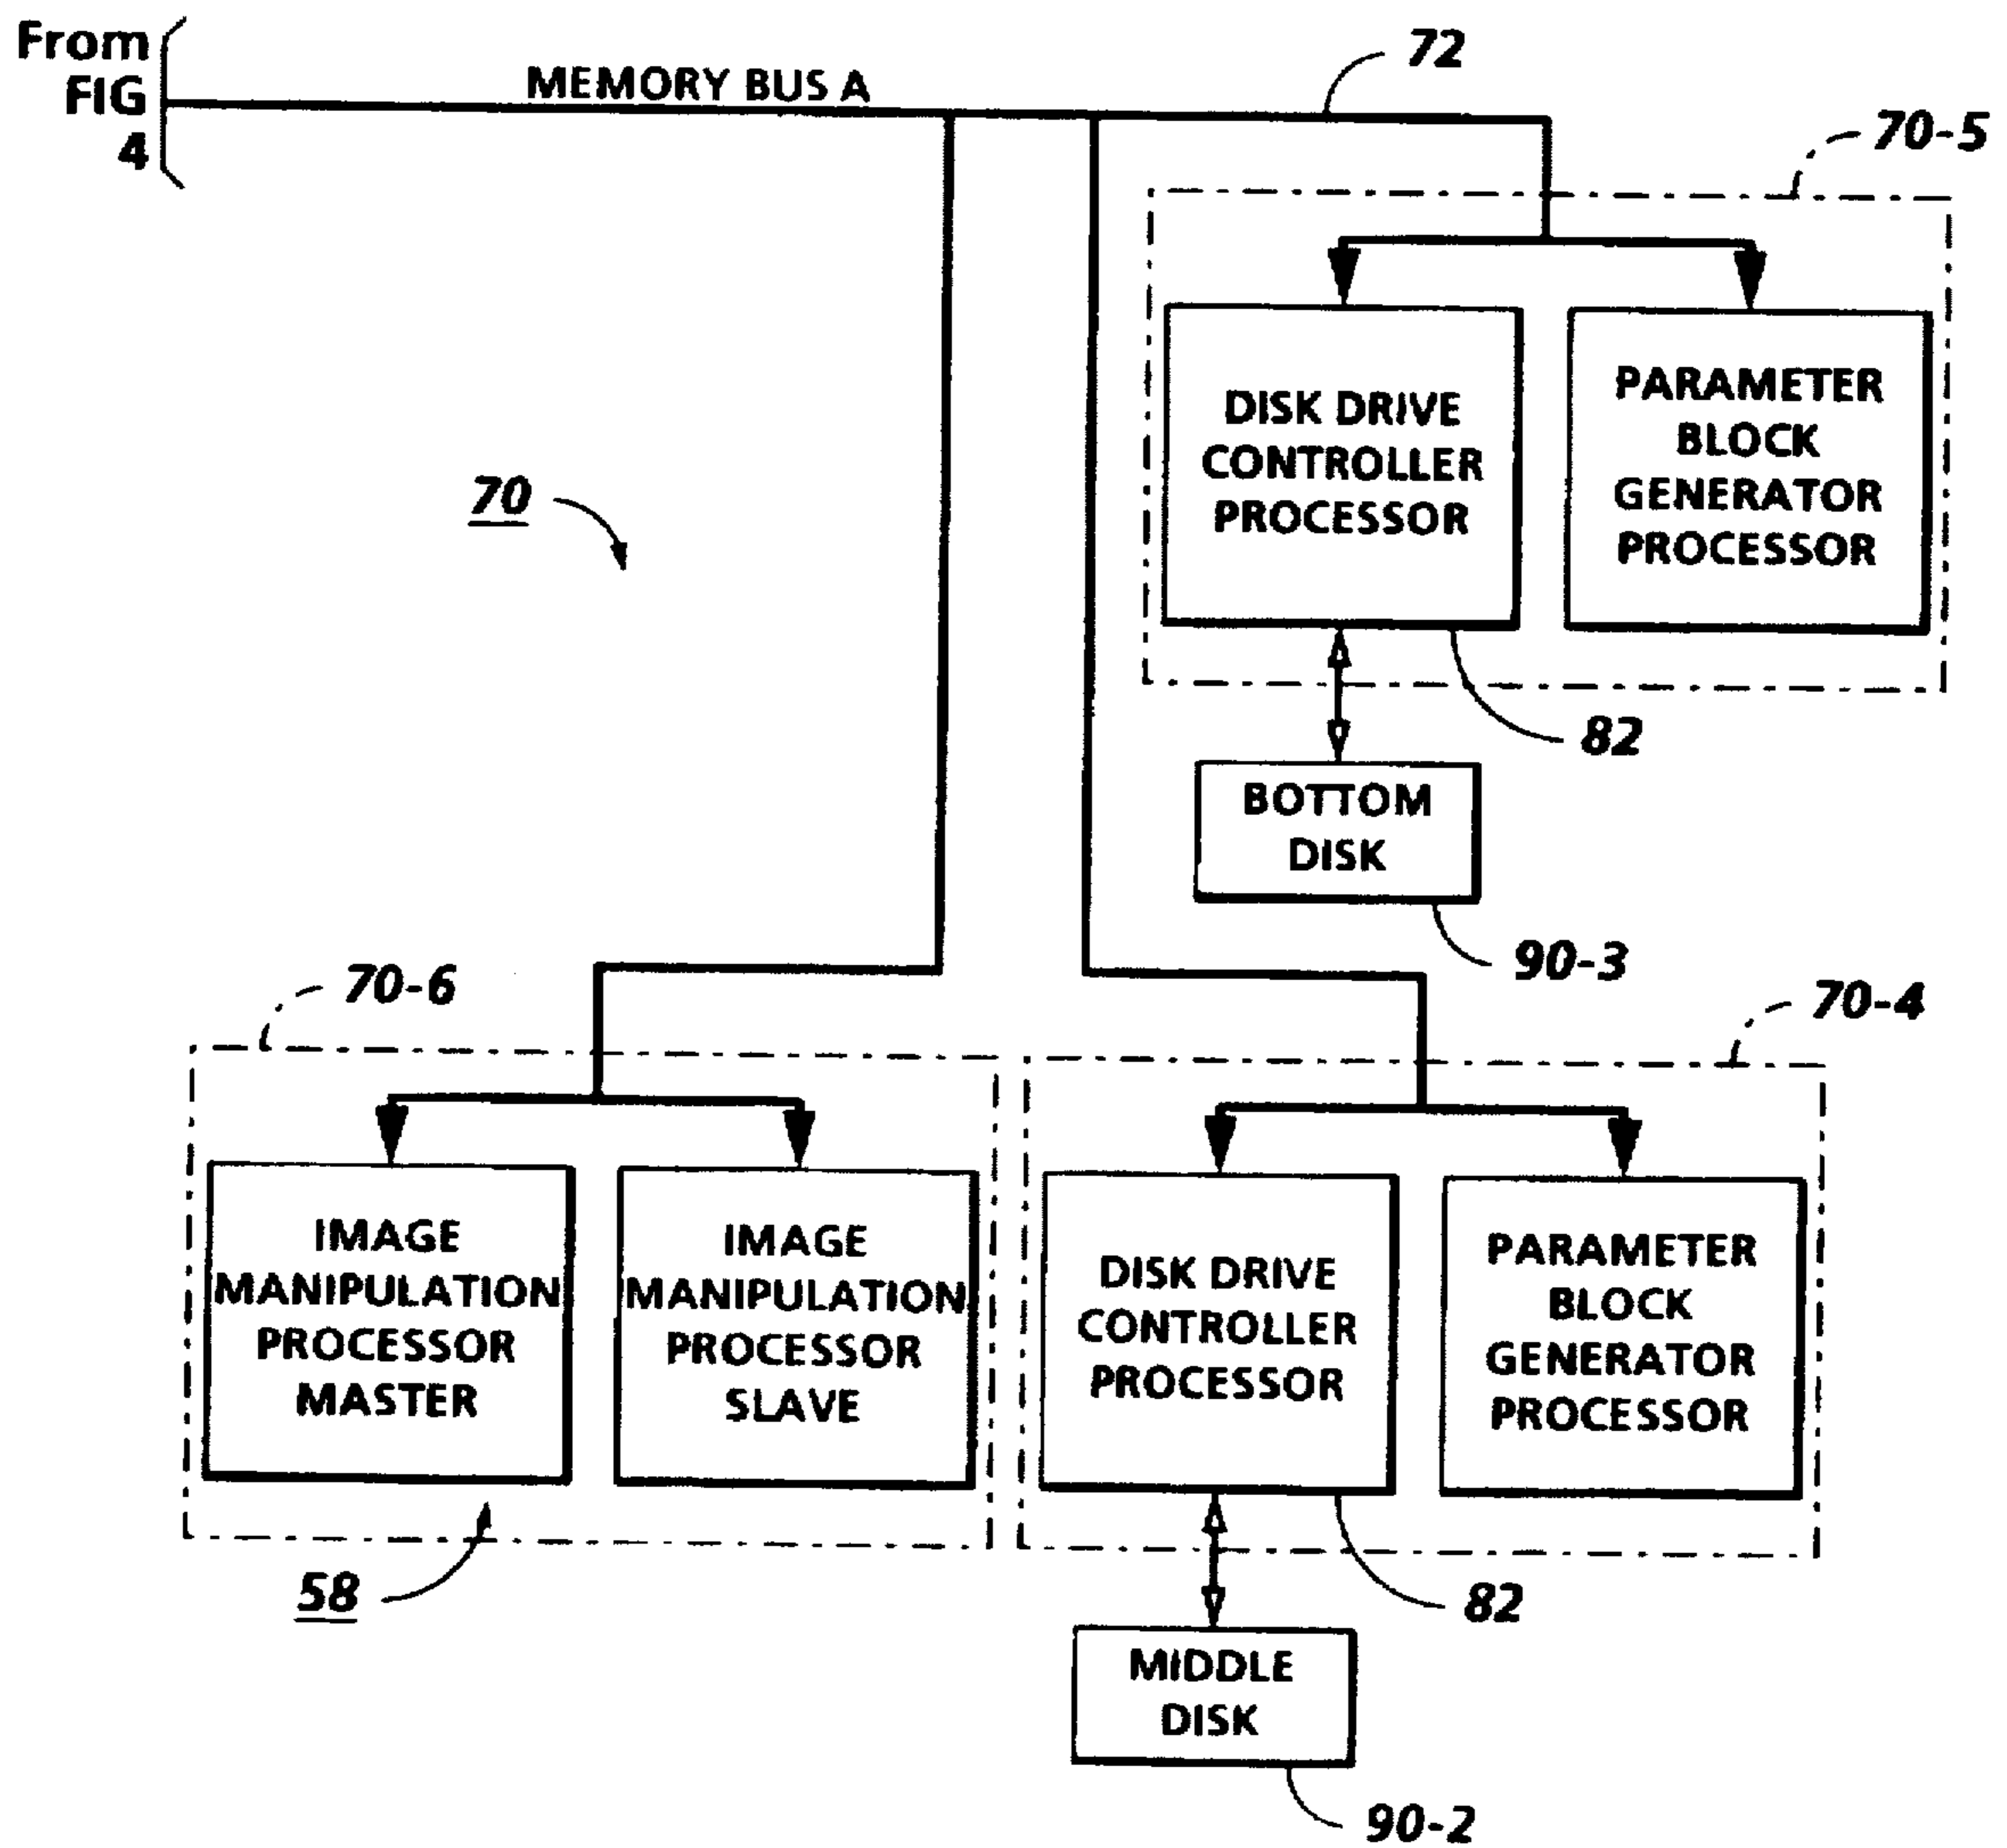 From
FIG
4
MEMORY BUS A
72
70-5
DISK DRIVE
CONTROLLER
PROCESSOR
PARAMETER
BLOCK
GENERATOR
PROCESSOR
70
82
BOTTOM
DISK
90-3
70-6
70-4
IMAGE
MANIPULATION
PROCESSOR
MASTER
IMAGE
MANIPULATION
PROCESSOR
SLAVE
DISK DRIVE
CONTROLLER
PROCESSOR
PARAMETER
BLOCK
GENERATOR
PROCESSOR
58
82
MIDDLE
DISK
90-2